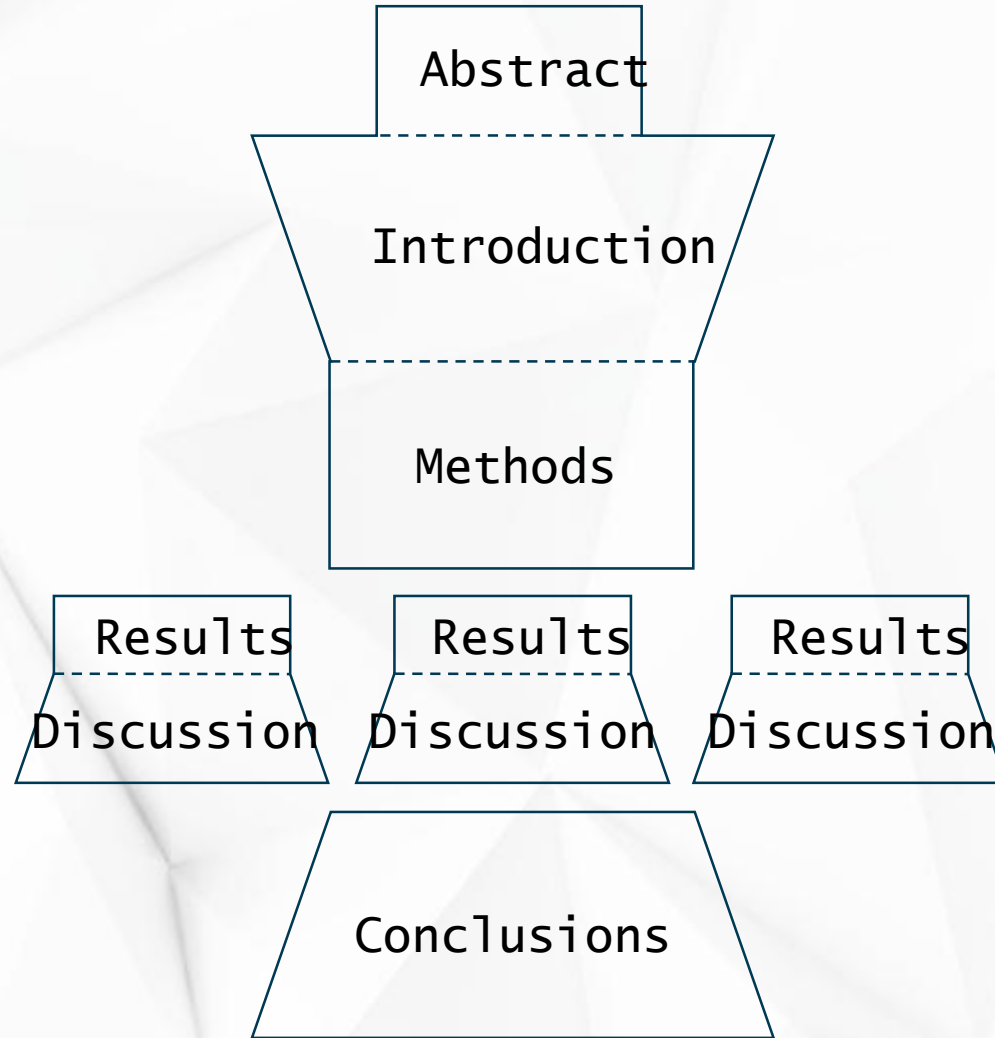 Abstract
Introduction
Methods
Results Results Results
Discussion Discussion Discussion
Conclusions